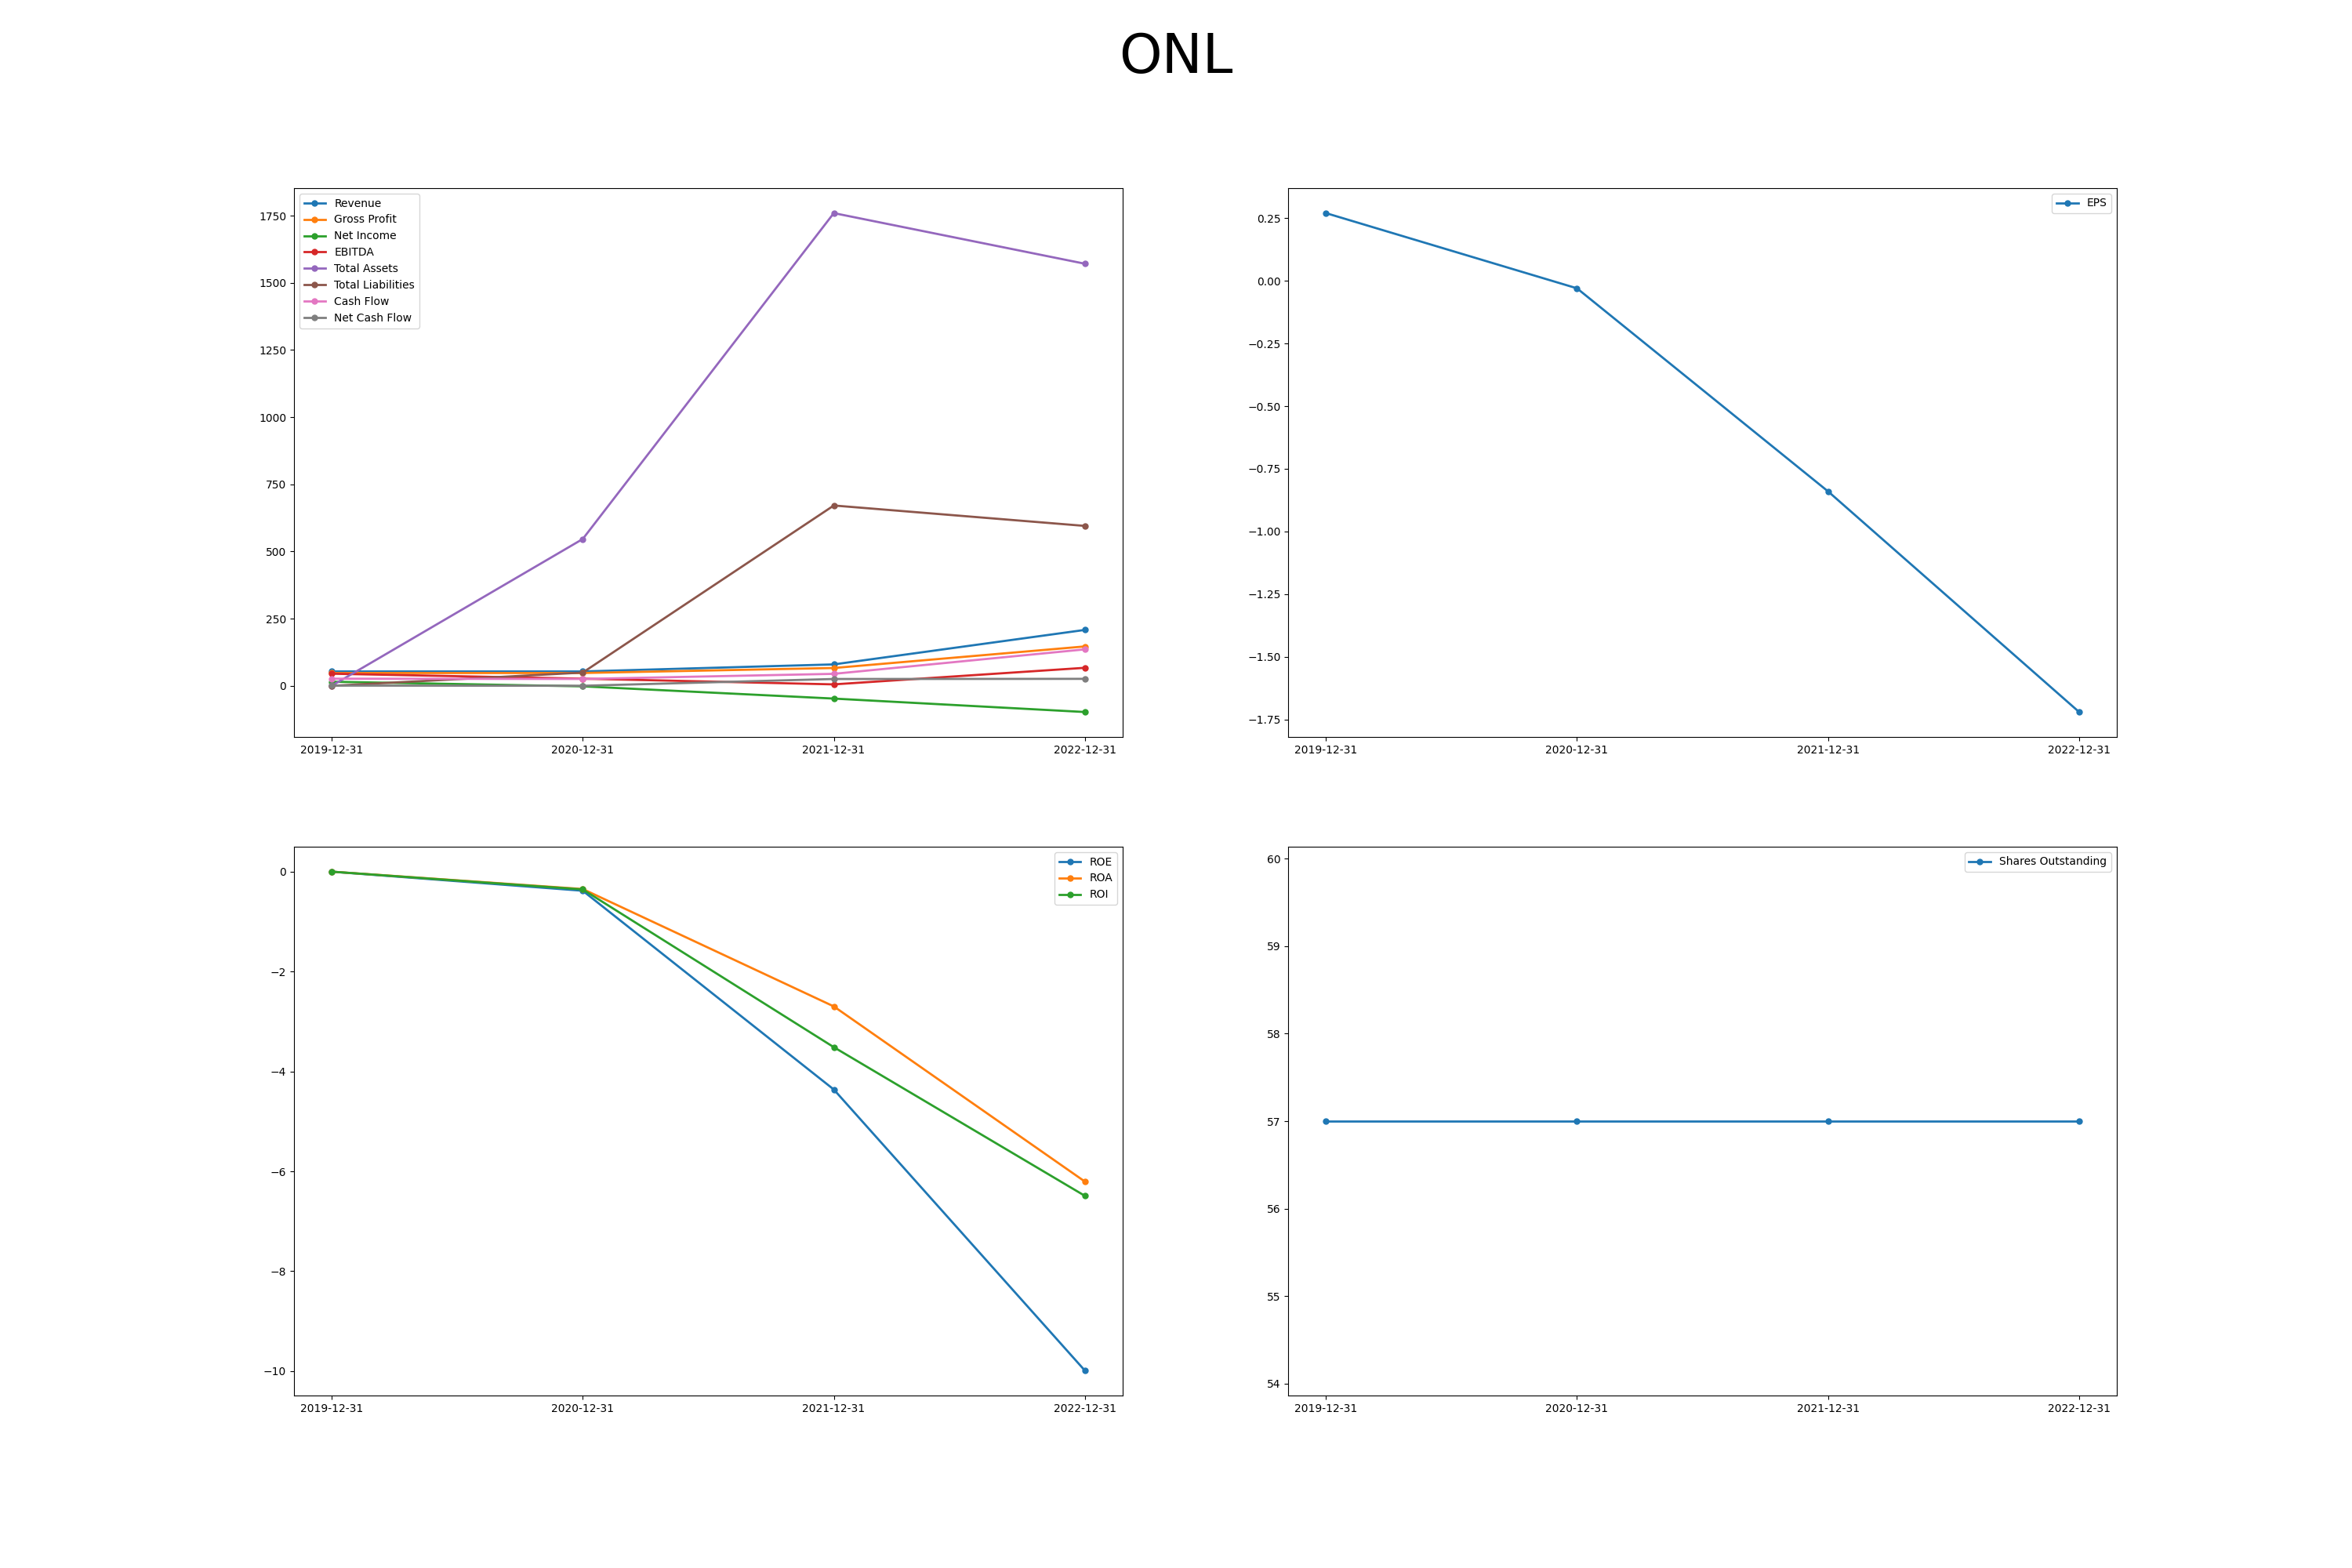 ONL
Revenue
Gross Profit
Net Income
EBITDA
Total Assets
Total Liabilities
Cash Flow
Net Cash Flow
1750
1500
1250
1000
750
500
250
0
2019-12-31 2020-12-31 2021-12-31 2022-12-31
EPS
0.25
0.00
−0.25
−0.50
−0.75
−1.00
−1.25
−1.50
−1.75
2019-12-31 2020-12-31 2021-12-31 2022-12-31
ROE
ROA
ROI
0
−2
−4
−6
−8
−10
2019-12-31 2020-12-31 2021-12-31 2022-12-31
Shares Outstanding
60
59
58
57
56
55
54
2019-12-31 2020-12-31 2021-12-31 2022-12-31